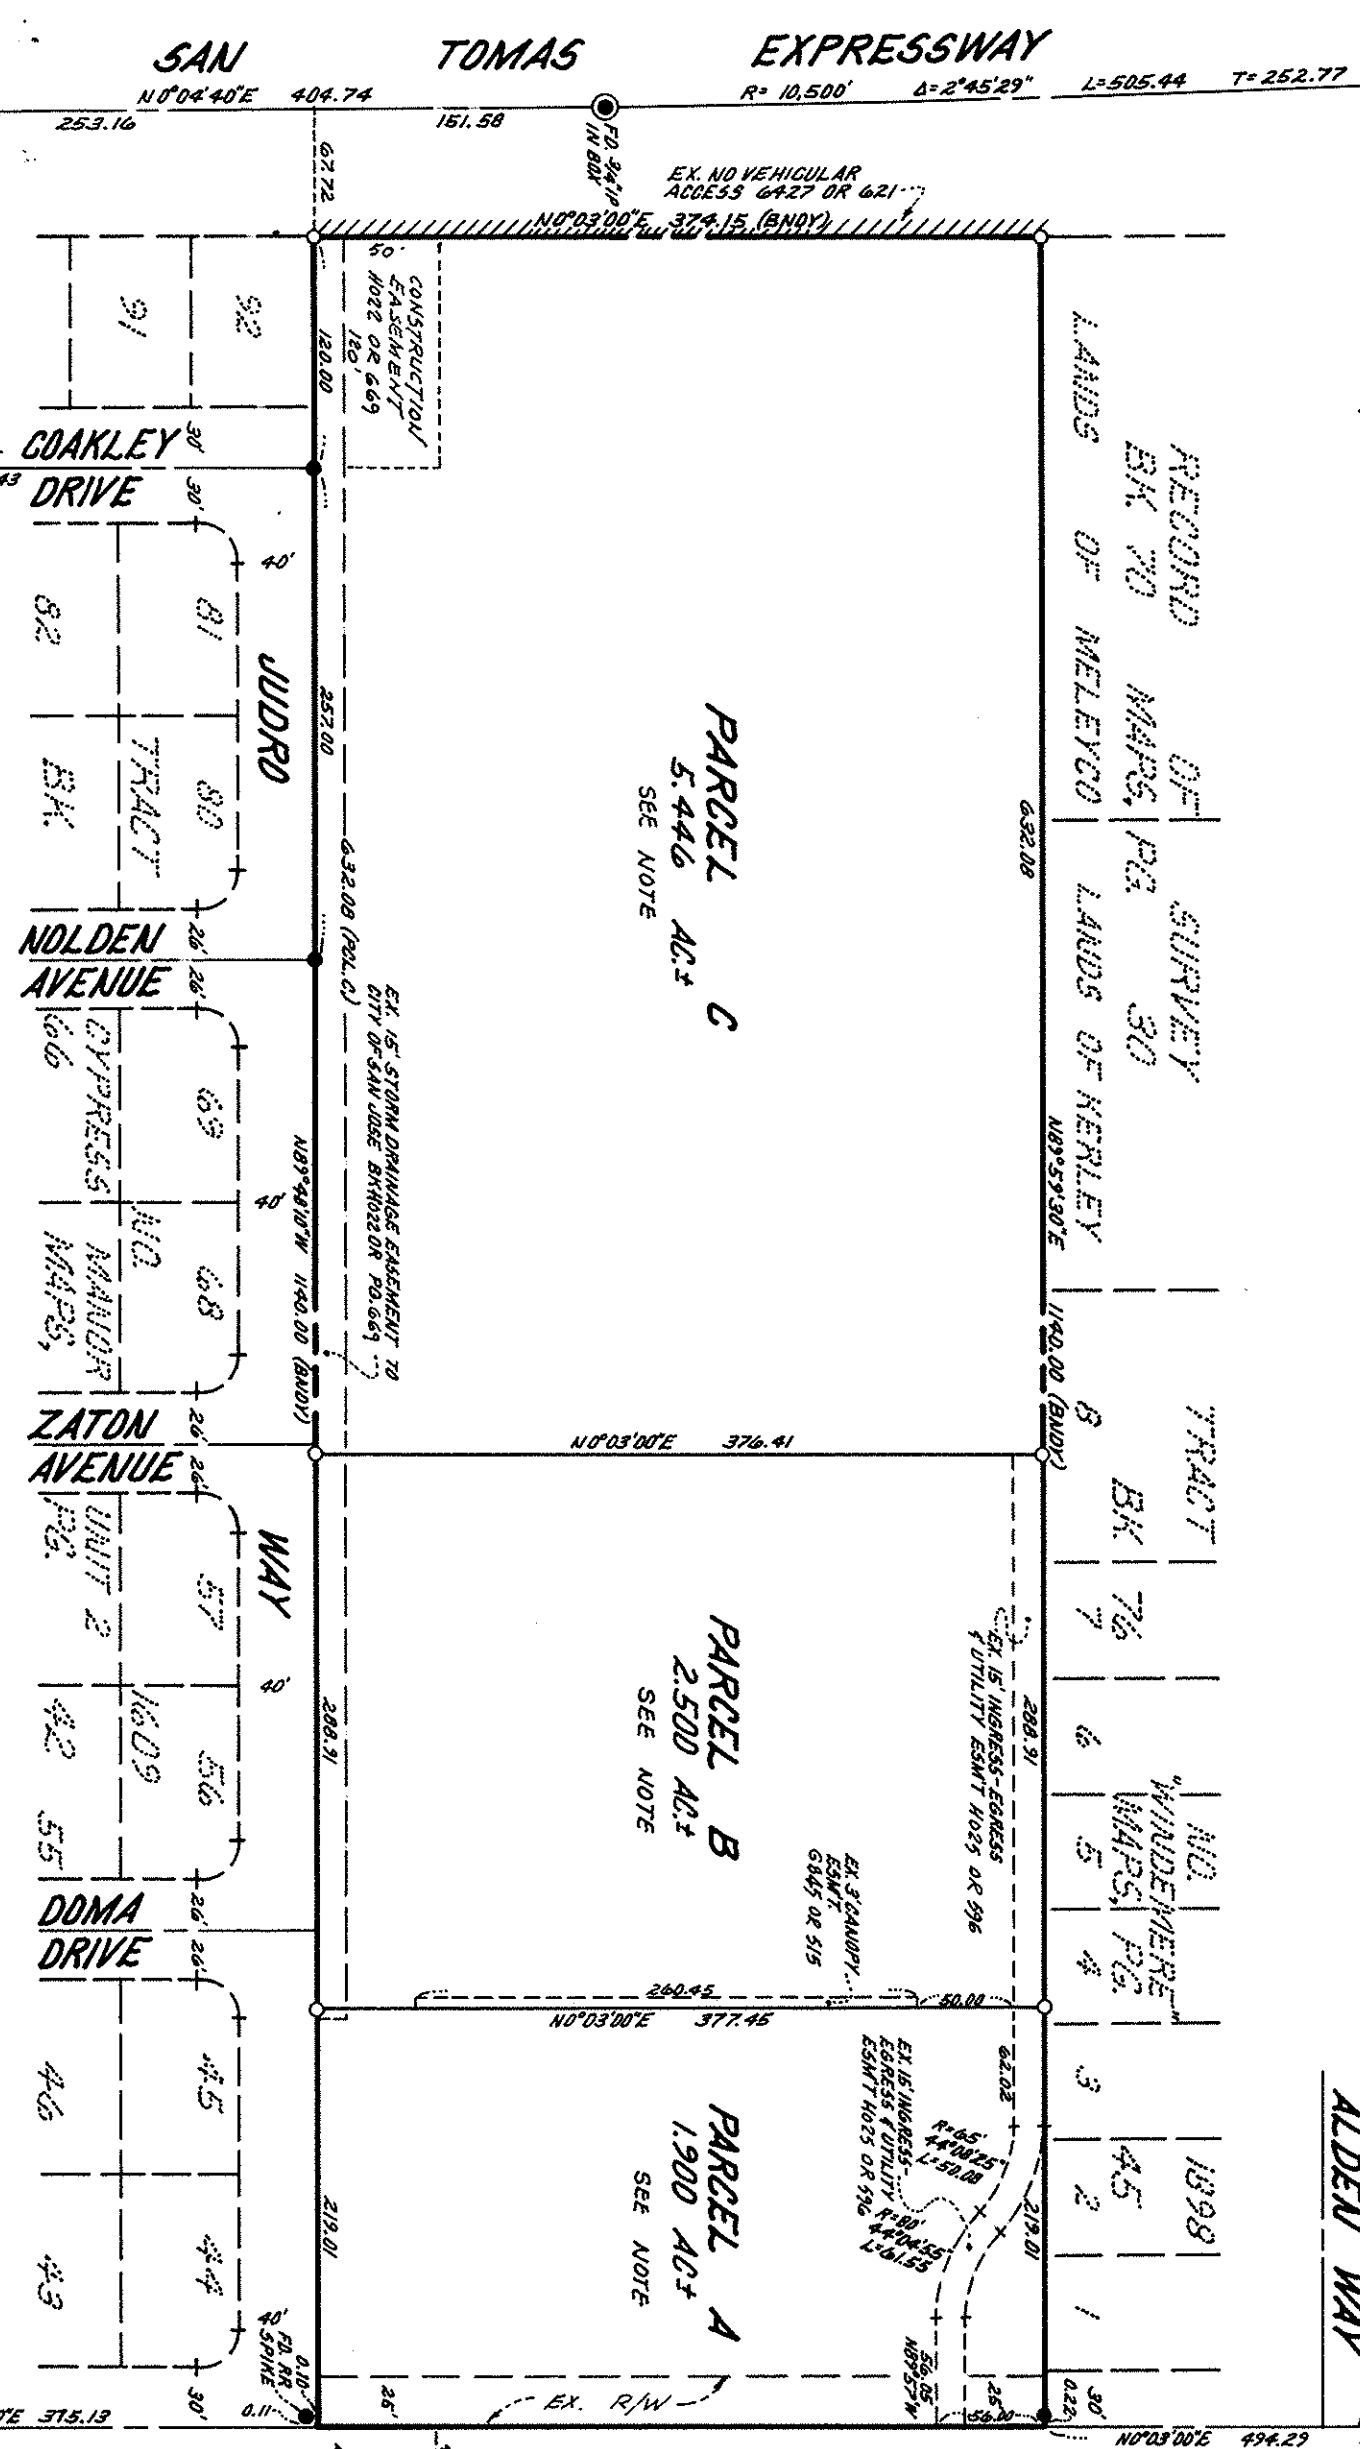 SAN TOMAS EXPRESSWAY
N 0°04'40"E 404.74
R= 10,500' Δ=2°45'29" L=505.44 T=252.77
253.16
151.58
67.72
FD. 3/4" IP
IN BOX
EX. NO VEHICULAR
ACCESS 6427 OR 621
N0°03'00"E 374.15 (BNDY)
50'
CONSTRUCTION
EASEMENT
H022 OR 669
120'
120.00
91
92
COAKLEY
DRIVE
43
30'
30'
40'
82
81
JUDRO
257.00
TRACT
80
BK.
NOLDEN
AVENUE
26'
26'
632.08 (PCL.C)
EX. 15' STORM DRAINAGE EASEMENT TO
CITY OF SAN JOSE BK H022 OR PG.669
66
CYPRESS
69
40'
N89°48'10"W 1140.00 (BNDY)
NO.
MANOR
MAPS,
68
ZATON
AVENUE
26'
26'
PARCEL C
5.446 AC.±
SEE NOTE
632.08
LANDS OF MELEYCO
RECORD OF SURVEY
BK 70 MAPS, PG. 30
LANDS OF KERLEY
N89°59'30"E 1140.00 (BNDY)
N0°03'00"E 376.41
8
TRACT NO. 1898
BK 76 MAPS, PG. 45
"WINDERMERE"
7
6
5
4
3
2
1
UNIT 2
PG.
57
WAY
40'
1609
42
56
55
288.91
PARCEL B
2.500 AC.±
SEE NOTE
EX. 15' INGRESS-EGRESS
& UTILITY ESM'T H025 OR 596
288.91
EX. 3' CANOPY
ESM'T.
G845 OR 515
DOMA
DRIVE
26'
26'
260.45
50.00
N0°03'00"E 377.45
62.02
EX. 15' INGRESS-
EGRESS & UTILITY
ESM'T H025 OR 596
R=65'
44°08'25"
L=50.08
R=80'
44°04'55"
L=61.55
46
45
43
44
219.01
PARCEL A
1.900 AC±
SEE NOTE
219.01
ALDEN WAY
40'
FD. RR
SPIKE
0.10
0.11
30'
25'
EX. R/W
56.05
N89°57'W
25'
56.00
0.22
30'
"E 375.13
N0°03'00"E 494.29